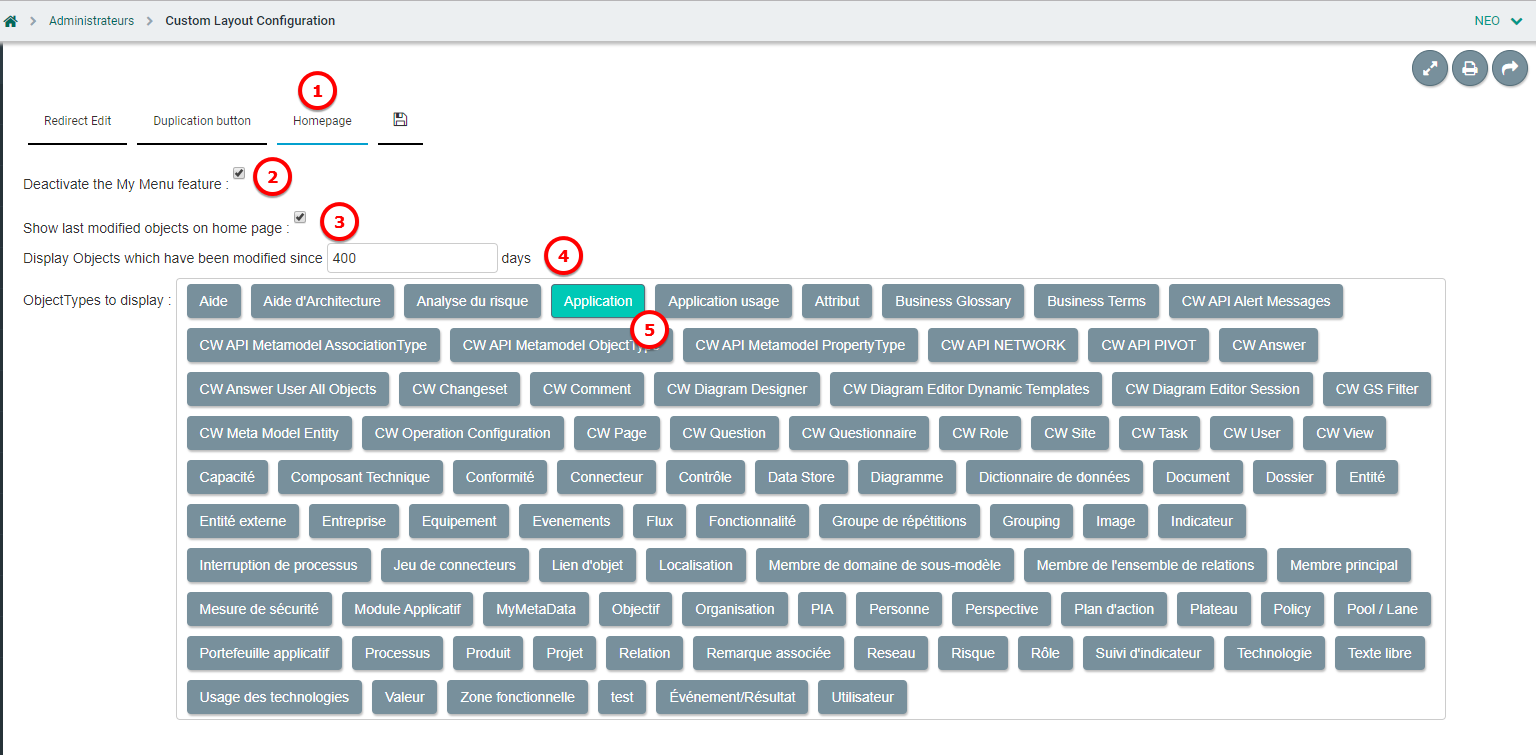 Administrateurs Custom Layout Configuration NEO
1
Redirect Edit Duplication button Homepage
Deactivate the My Menu feature : 2
Show last modified objects on home page : 3
Display Objects which have been modified since 400 days 4
ObjectTypes to display : Aide Aide d'Architecture Analyse du risque Application Application usage Attribut Business Glossary Business Terms CW API Alert Messages
5
CW API Metamodel AssociationType CW API Metamodel CW API Metamodel PropertyType CW API NETWORK CW API PIVOT CW Answer
CW Answer User All Objects CW Changeset CW Comment CW Diagram Designer CW Diagram Editor Dynamic Templates CW Diagram Editor Session CW GS Filter
CW Meta Model Entity CW Operation Configuration CW Page CW Question CW Questionnaire CW Role CW Site CW Task CW User CW View
Capacité Composant Technique Conformité Connecteur Contrôle Data Store Diagramme Dictionnaire de données Document Dossier Entité
Entité externe Entreprise Equipement Evenements Flux Fonctionnalité Groupe de répétitions Grouping Image Indicateur
Interruption de processus Jeu de connecteurs Lien d'objet Localisation Membre de domaine de sous-modèle Membre de l'ensemble de relations Membre principal
Mesure de sécurité Module Applicatif MyMetaData Objectif Organisation PIA Personne Perspective Plan d'action Plateau Policy Pool / Lane
Portefeuille applicatif Processus Produit Projet Relation Remarque associée Reseau Risque Rôle Suivi d'indicateur Technologie Texte libre
Usage des technologies Valeur Zone fonctionnelle test Événement/Résultat Utilisateur